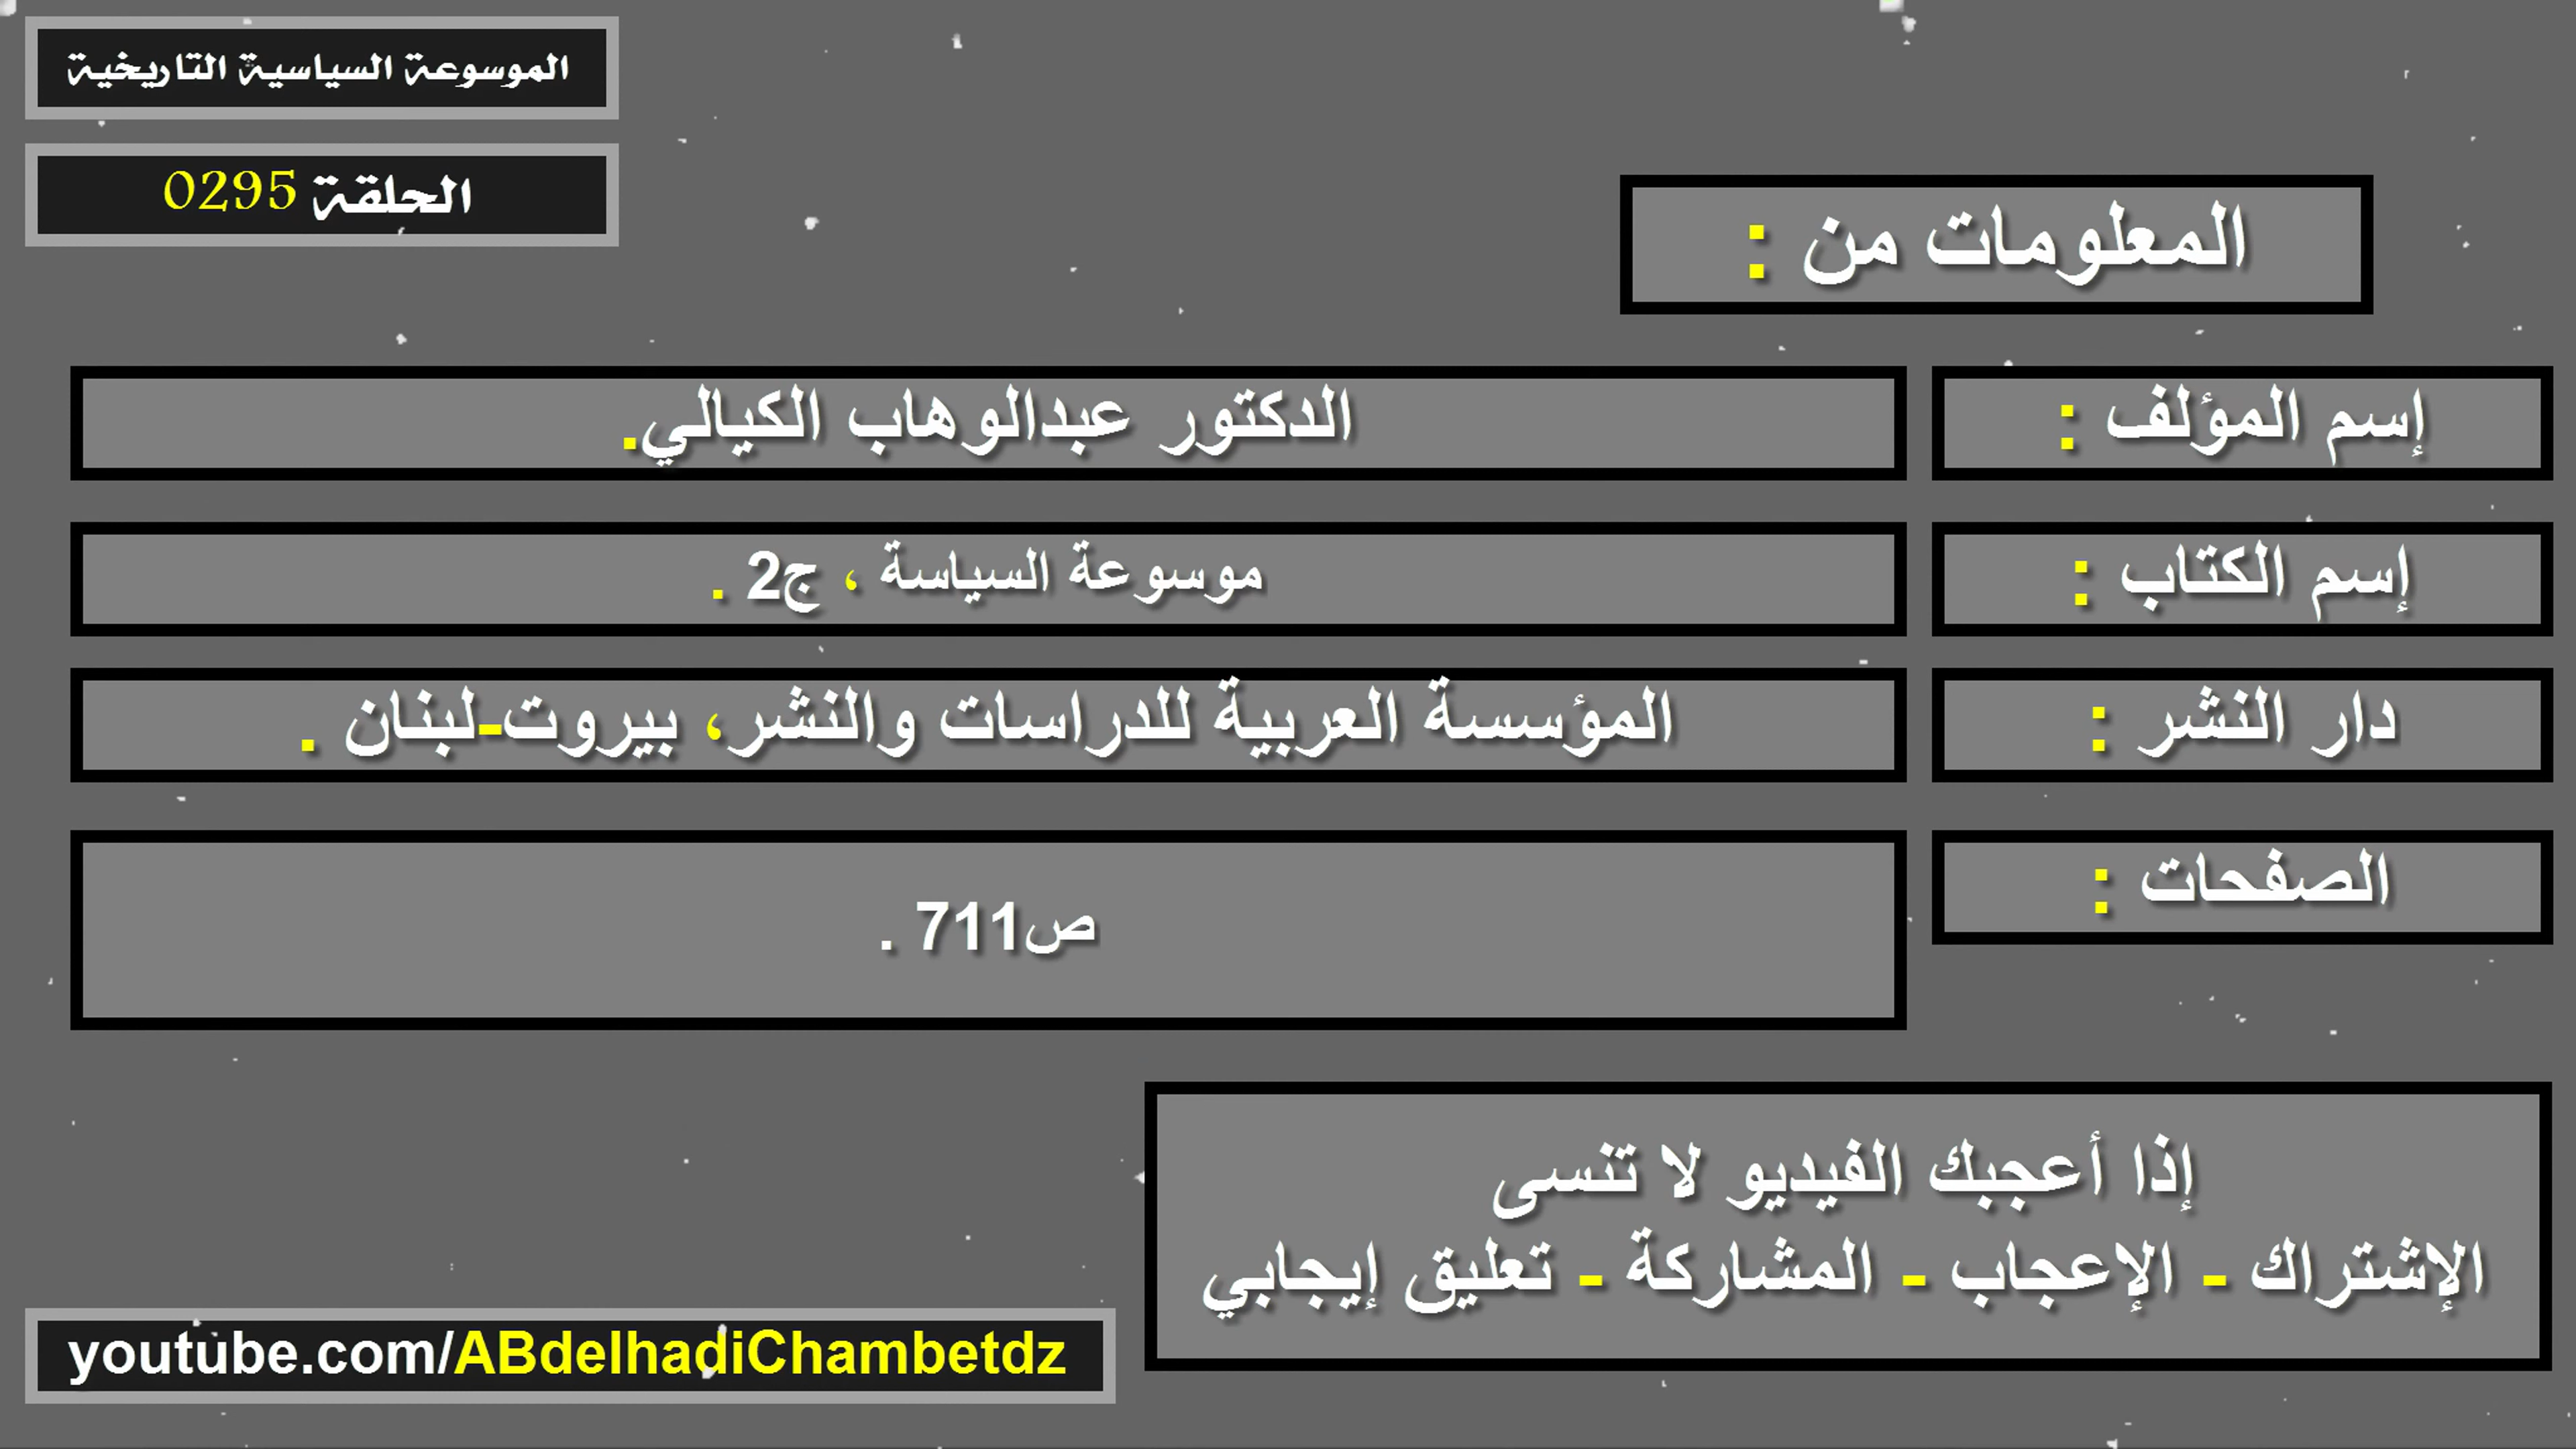 الموسوعة السياسية التاريخية
الحلقة 0295
المعلومات من :
إسم المؤلف :
الدكتور عبدالوهاب الكيالي.
إسم الكتاب :
موسوعة السياسة ، ج2 .
دار النشر :
المؤسسة العربية للدراسات والنشر، بيروت-لبنان .
الصفحات :
ص711 .
إذا أعجبك الفيديو لا تنسى
الإشتراك - الإعجاب - المشاركة - تعليق إيجابي
youtube.com/ABdelhadiChambetdz